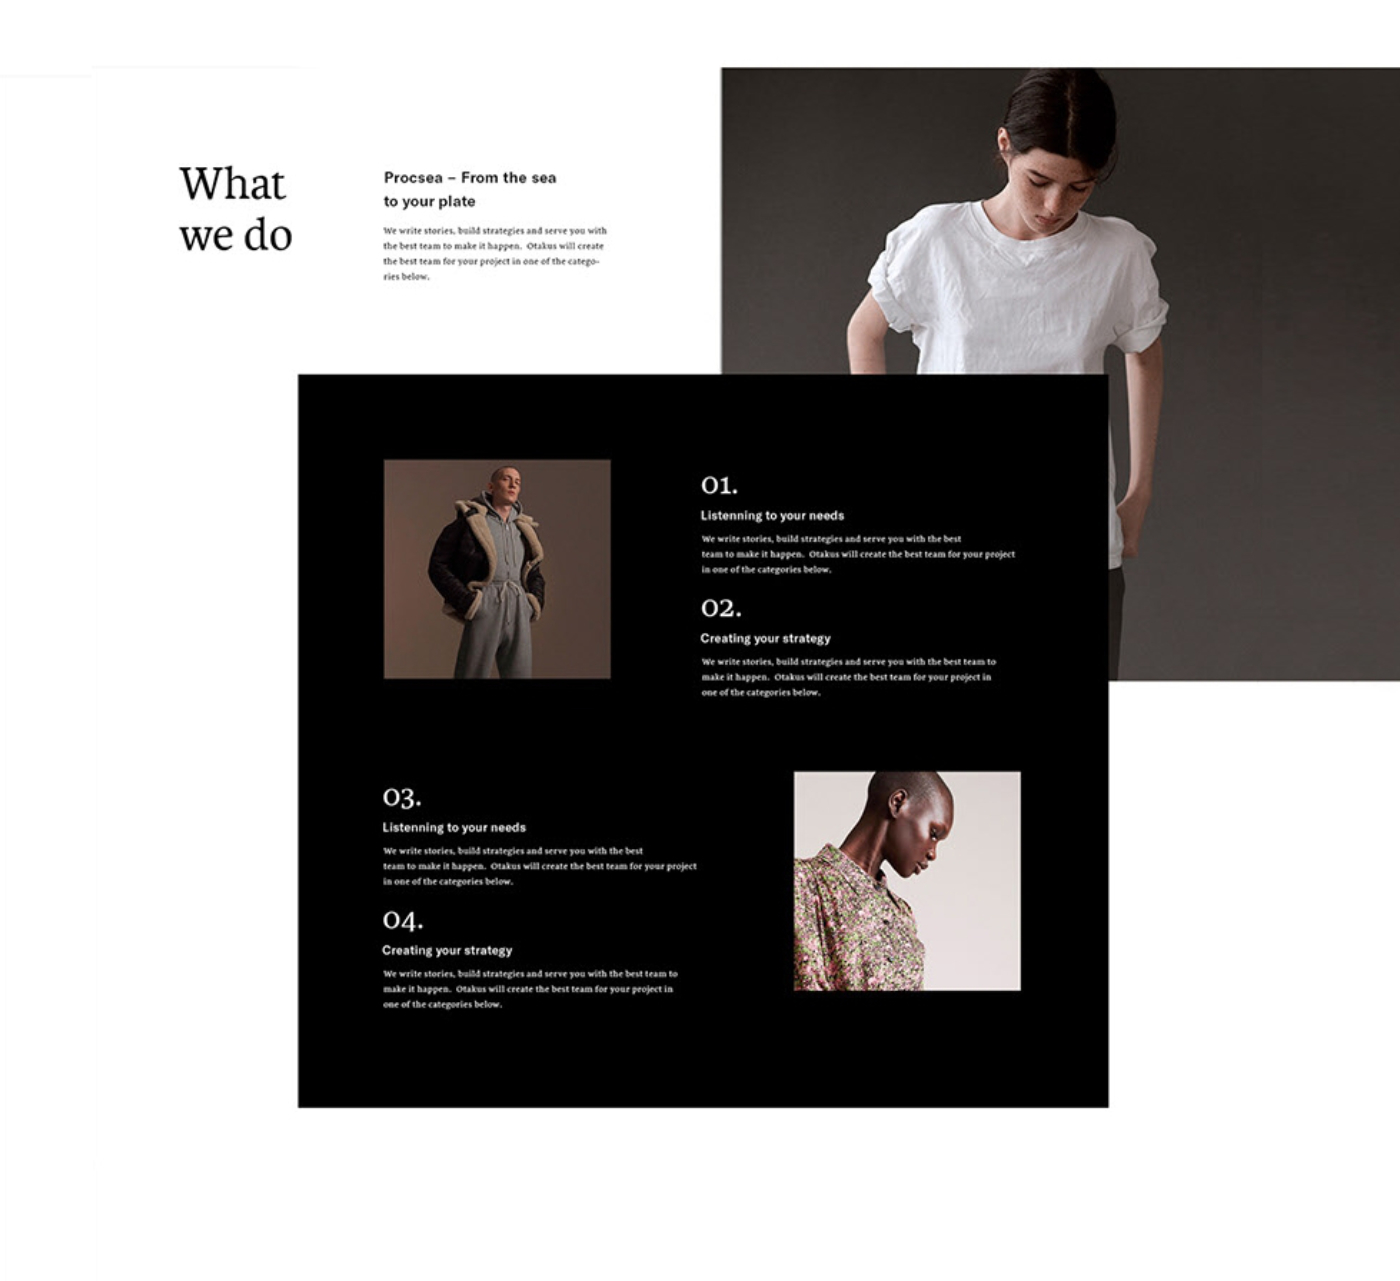 What
we do
Procsea – From the sea
to your plate
We write stories, build strategies and serve you with
the best team to make it happen. Otakus will create
the best team for your project in one of the catego-
ries below.
01.
Listenning to your needs
We write stories, build strategies and serve you with the best
team to make it happen. Otakus will create the best team for your project
in one of the categories below.
02.
Creating your strategy
We write stories, build strategies and serve you with the best team to
make it happen. Otakus will create the best team for your project in
one of the categories below.
03.
Listenning to your needs
We write stories, build strategies and serve you with the best
team to make it happen. Otakus will create the best team for your project
in one of the categories below.
04.
Creating your strategy
We write stories, build strategies and serve you with the best team to
make it happen. Otakus will create the best team for your project in
one of the categories below.